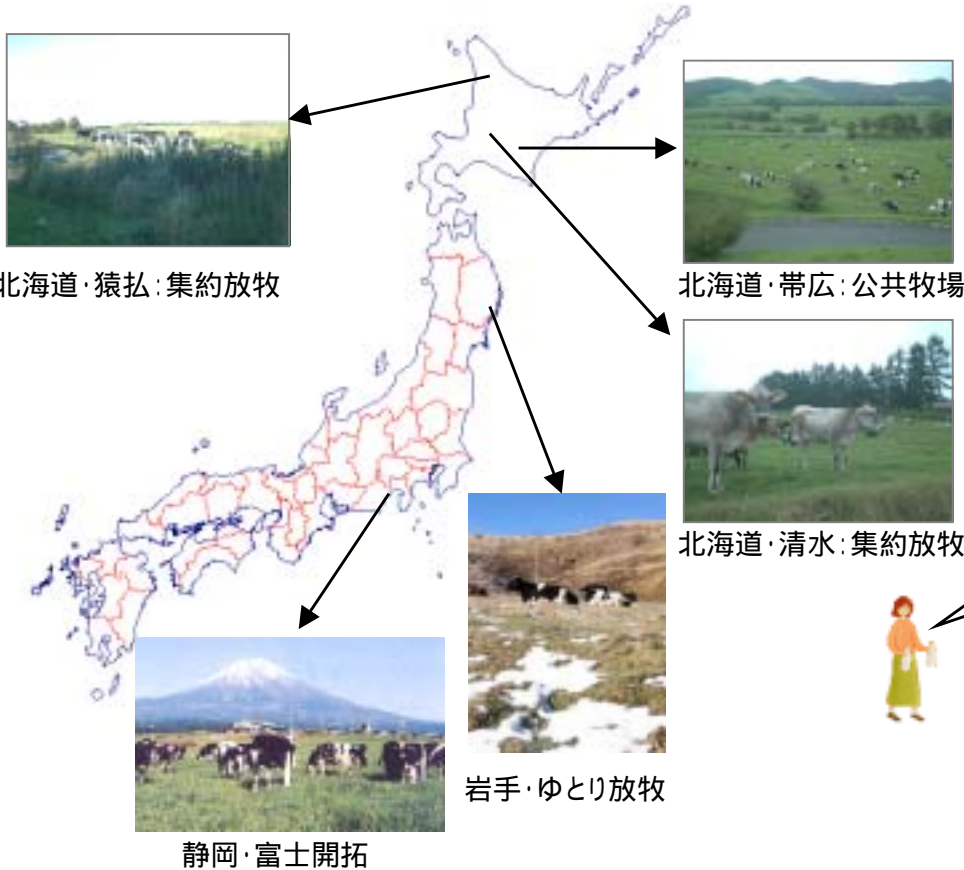 北海道･猿払:集約放牧
北海道･帯広:公共牧場
北海道･清水:集約放牧
岩手･ゆとり放牧
静岡･富士開拓